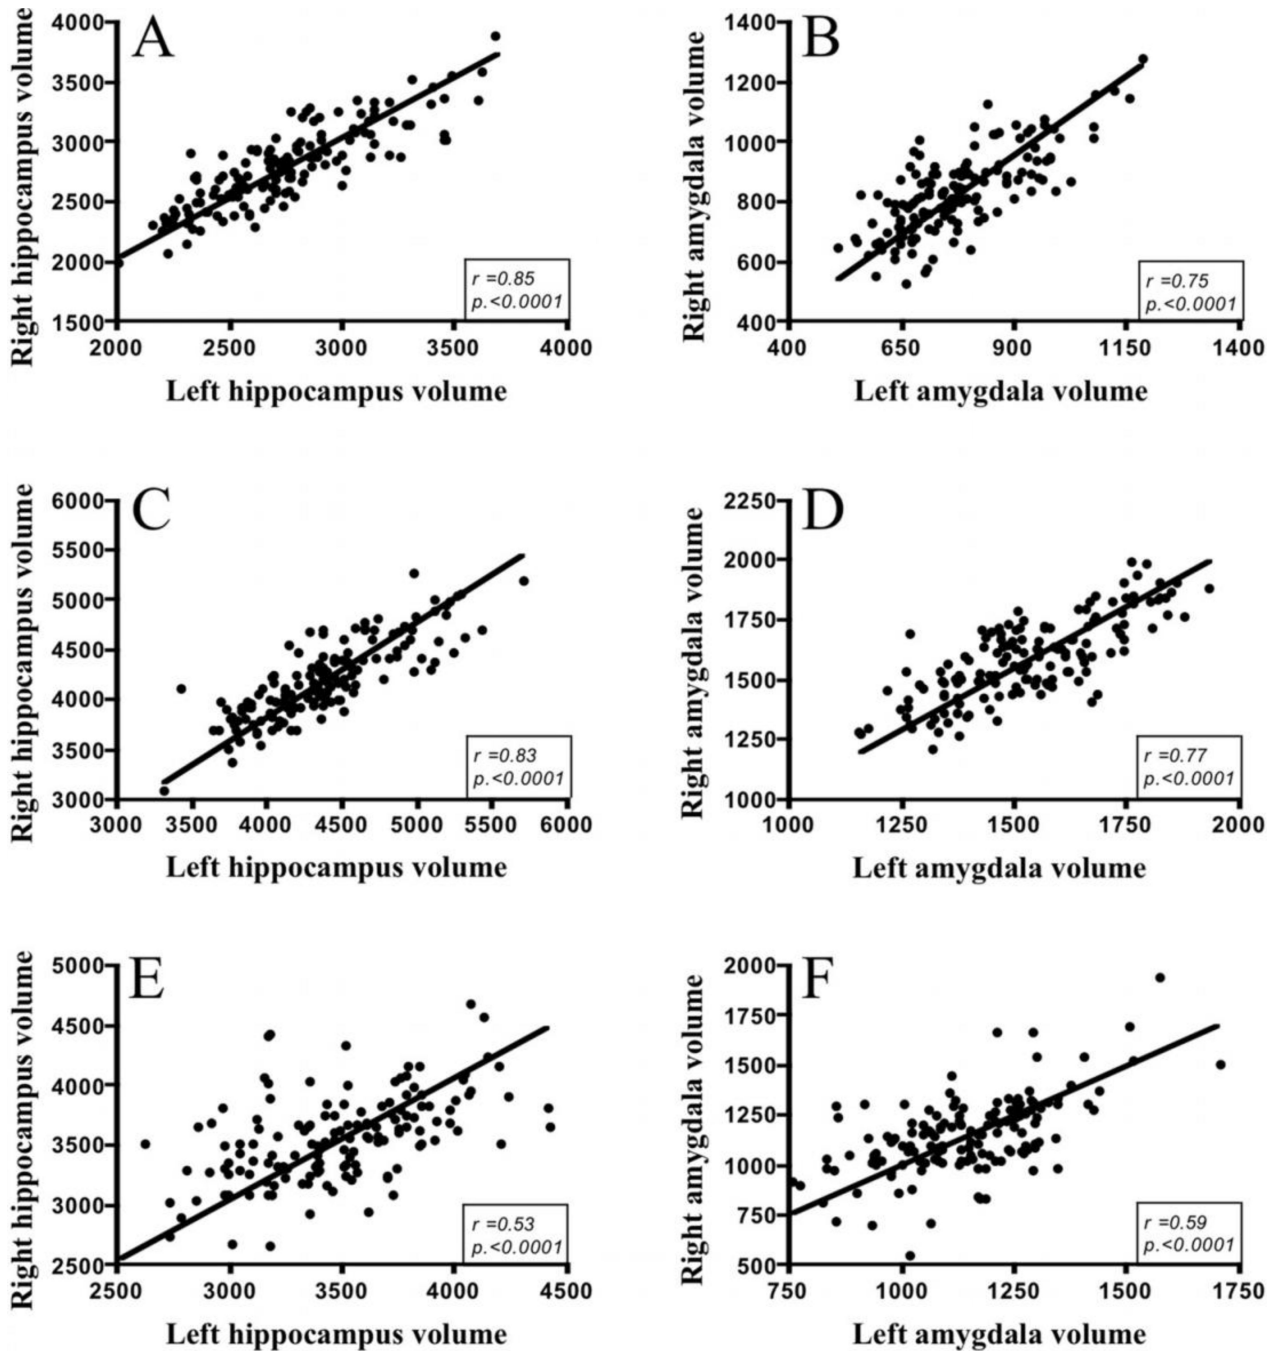 A
Right hippocampus volume
4000
3500
3000
2500
2000
1500
2000 2500 3000 3500 4000
Left hippocampus volume
r =0.85
p.<0.0001
B
Right amygdala volume
1400
1200
1000
800
600
400
400 650 900 1150 1400
Left amygdala volume
r =0.75
p.<0.0001
C
Right hippocampus volume
6000
5500
5000
4500
4000
3500
3000
3000 3500 4000 4500 5000 5500 6000
Left hippocampus volume
r =0.83
p.<0.0001
D
Right amygdala volume
2250
2000
1750
1500
1250
1000
1000 1250 1500 1750 2000
Left amygdala volume
r =0.77
p.<0.0001
E
Right hippocampus volume
5000
4500
4000
3500
3000
2500
2500 3000 3500 4000 4500
Left hippocampus volume
r =0.53
p.<0.0001
F
Right amygdala volume
2000
1750
1500
1250
1000
750
500
750 1000 1250 1500 1750
Left amygdala volume
r =0.59
p.<0.0001